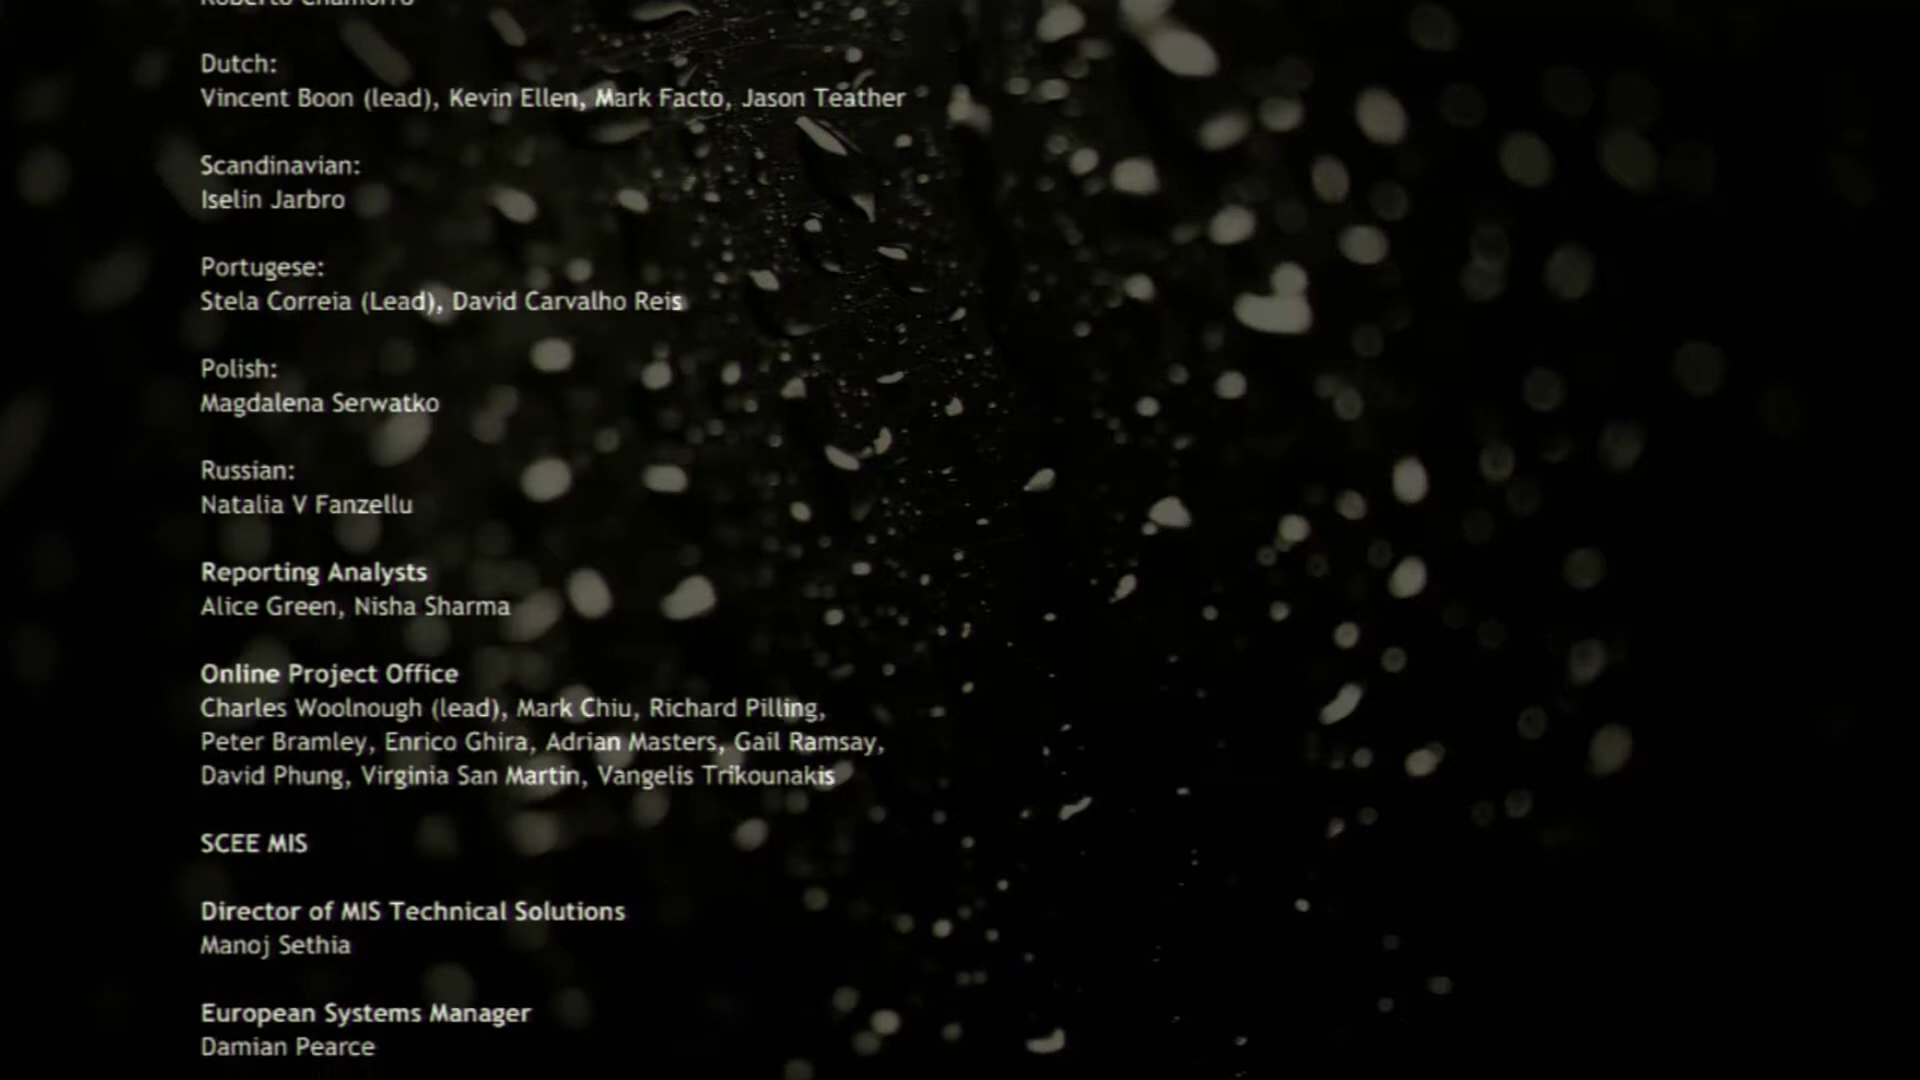 Roberto Chamorro
Dutch:
Vincent Boon (lead), Kevin Ellen, Mark Facto, Jason Teather
Scandinavian:
Iselin Jarbro
Portugese:
Stela Correia (Lead), David Carvalho Reis
Polish:
Magdalena Serwatko
Russian:
Natalia V Fanzellu
Reporting Analysts
Alice Green, Nisha Sharma
Online Project Office
Charles Woolnough (lead), Mark Chiu, Richard Pilling,
Peter Bramley, Enrico Ghira, Adrian Masters, Gail Ramsay,
David Phung, Virginia San Martin, Vangelis Trikounakis
SCEE MIS
Director of MIS Technical Solutions
Manoj Sethia
European Systems Manager
Damian Pearce